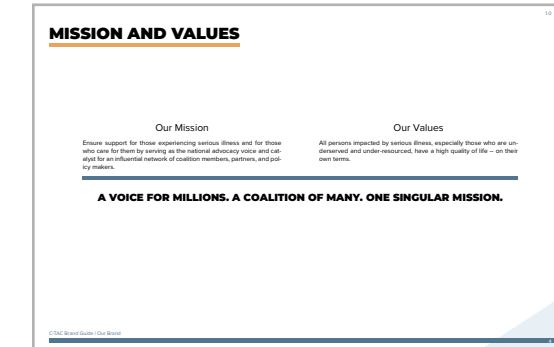 10
MISSION AND VALUES
Our Mission
Ensure support for those experiencing serious illness and for those
who care for them by serving as the national advocacy voice and cat-
alyst for an influential network of coalition members, partners, and pol-
icy makers.
Our Values
All persons impacted by serious illness, especially those who are un-
derserved and under-resourced, have a high quality of life – on their
own terms.
A VOICE FOR MILLIONS. A COALITION OF MANY. ONE SINGULAR MISSION.
C-TAC Brand Guide / Our Brand